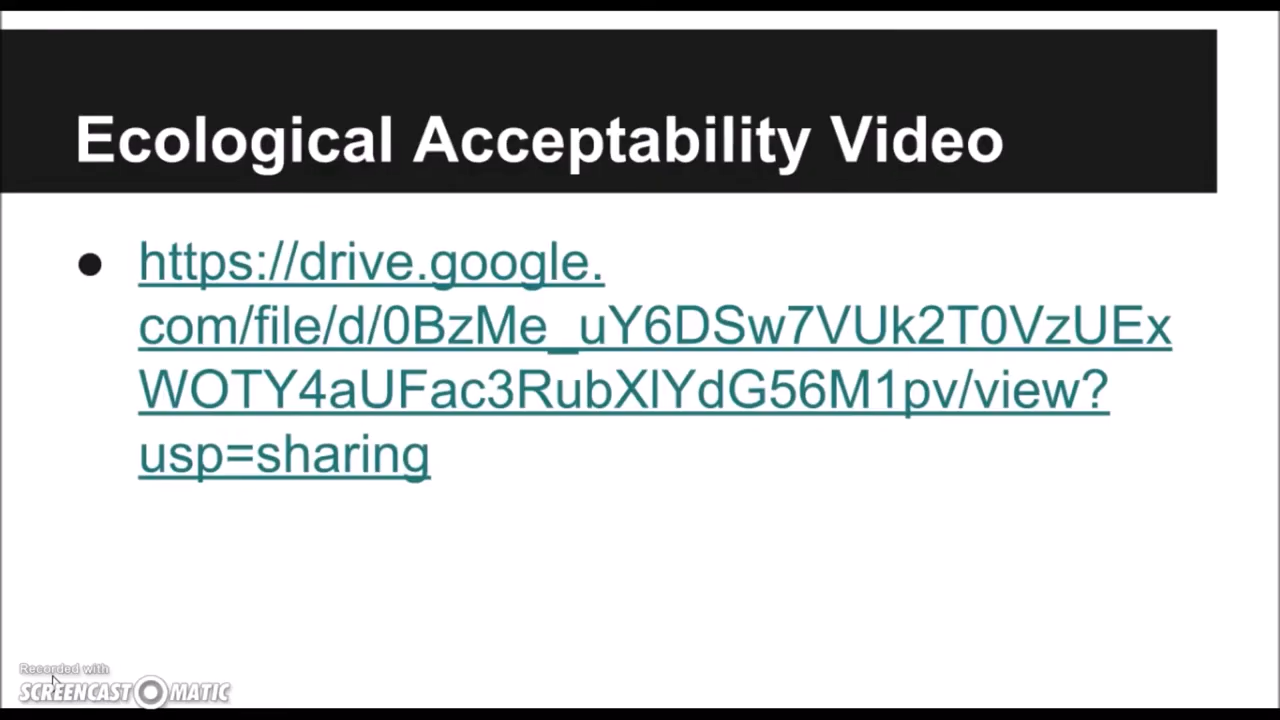 Ecological Acceptability Video
● https://drive.google.
com/file/d/0BzMe_uY6DSw7VUk2T0VzUEx
WOTY4aUFac3RubXlYdG56M1pv/view?
usp=sharing
Recorded with
SCREENCAST MATIC